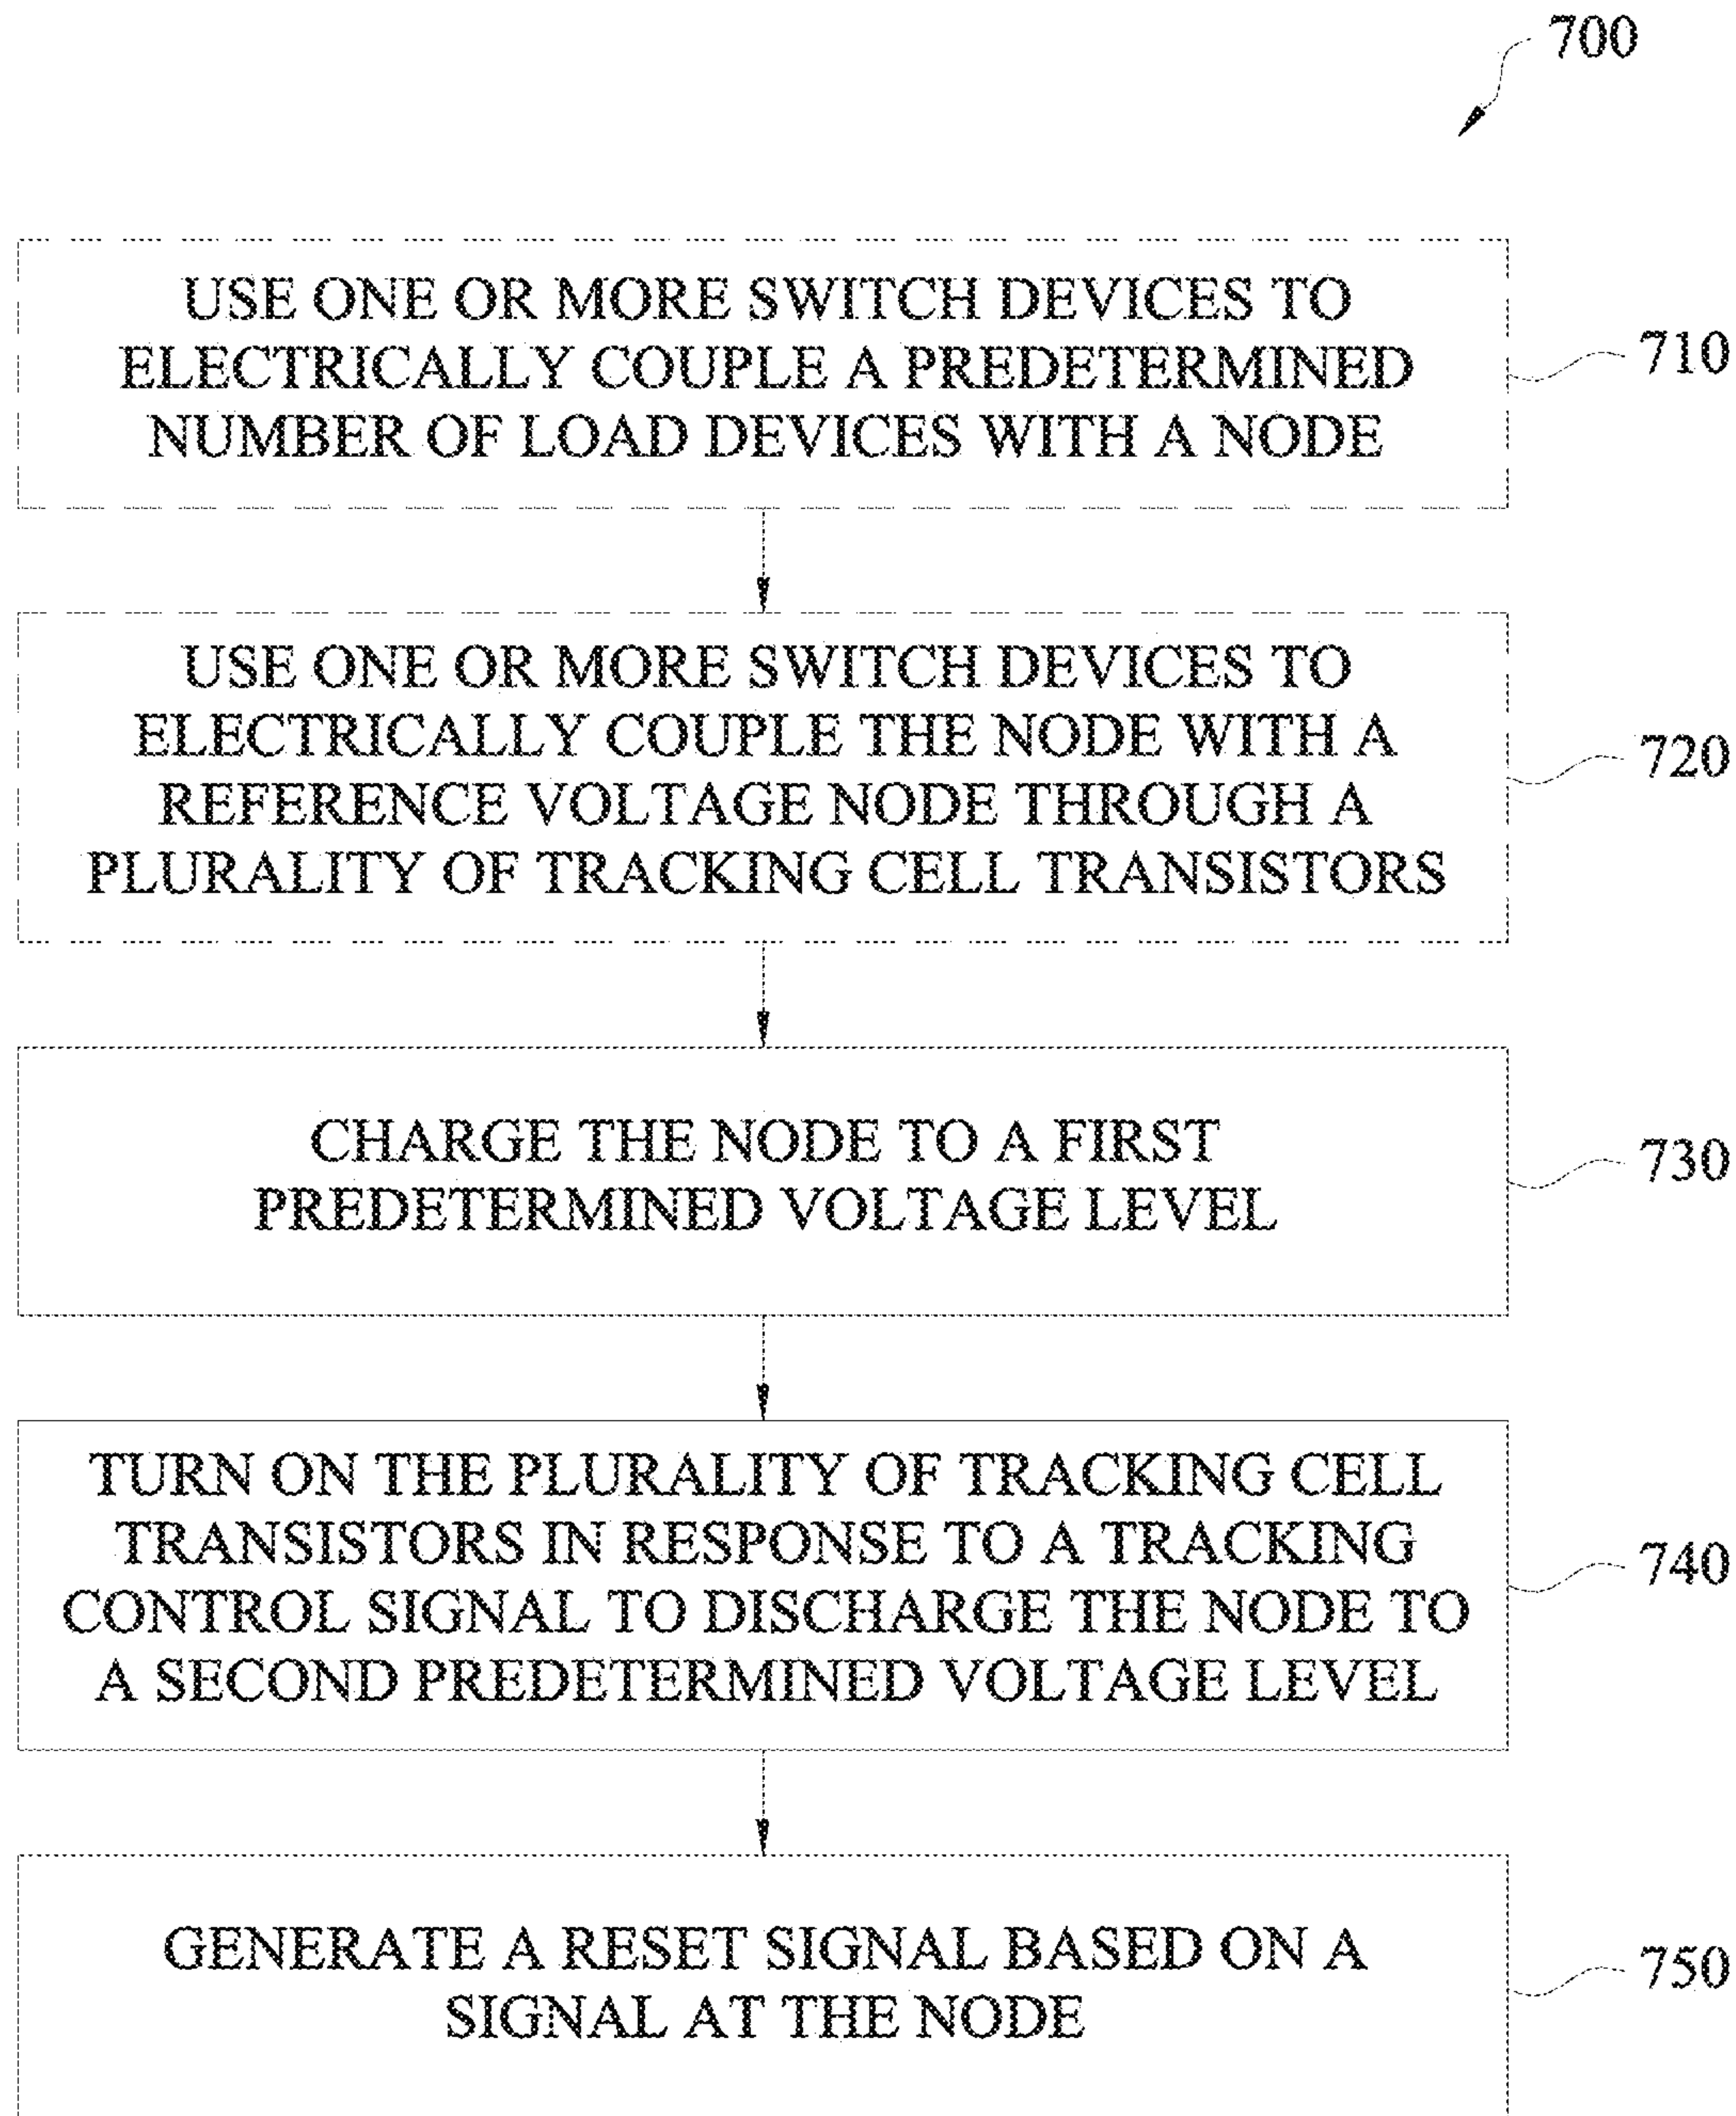 700
USE ONE OR MORE SWITCH DEVICES TO
ELECTRICALLY COUPLE A PREDETERMINED
NUMBER OF LOAD DEVICES WITH A NODE
710
USE ONE OR MORE SWITCH DEVICES TO
ELECTRICALLY COUPLE THE NODE WITH A
REFERENCE VOLTAGE NODE THROUGH A
PLURALITY OF TRACKING CELL TRANSISTORS
720
CHARGE THE NODE TO A FIRST
PREDETERMINED VOLTAGE LEVEL
730
TURN ON THE PLURALITY OF TRACKING CELL
TRANSISTORS IN RESPONSE TO A TRACKING
CONTROL SIGNAL TO DISCHARGE THE NODE TO
A SECOND PREDETERMINED VOLTAGE LEVEL
740
GENERATE A RESET SIGNAL BASED ON A
SIGNAL AT THE NODE
750